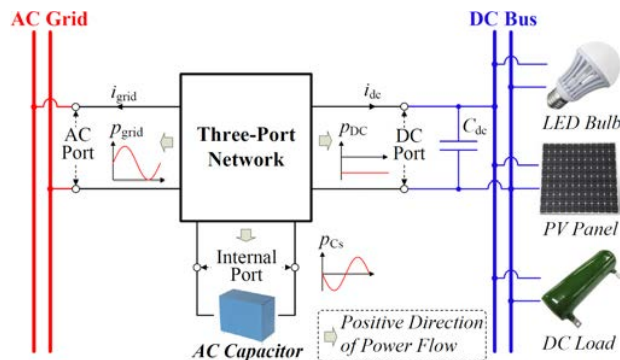 AC Grid
DC Bus
i_grid
i_dc
p_grid
AC
Port
Three-Port
Network
p_DC
DC
Port
C_dc
LED Bulb
PV Panel
Internal
Port
p_Cs
AC Capacitor
Positive Direction
of Power Flow
DC Load